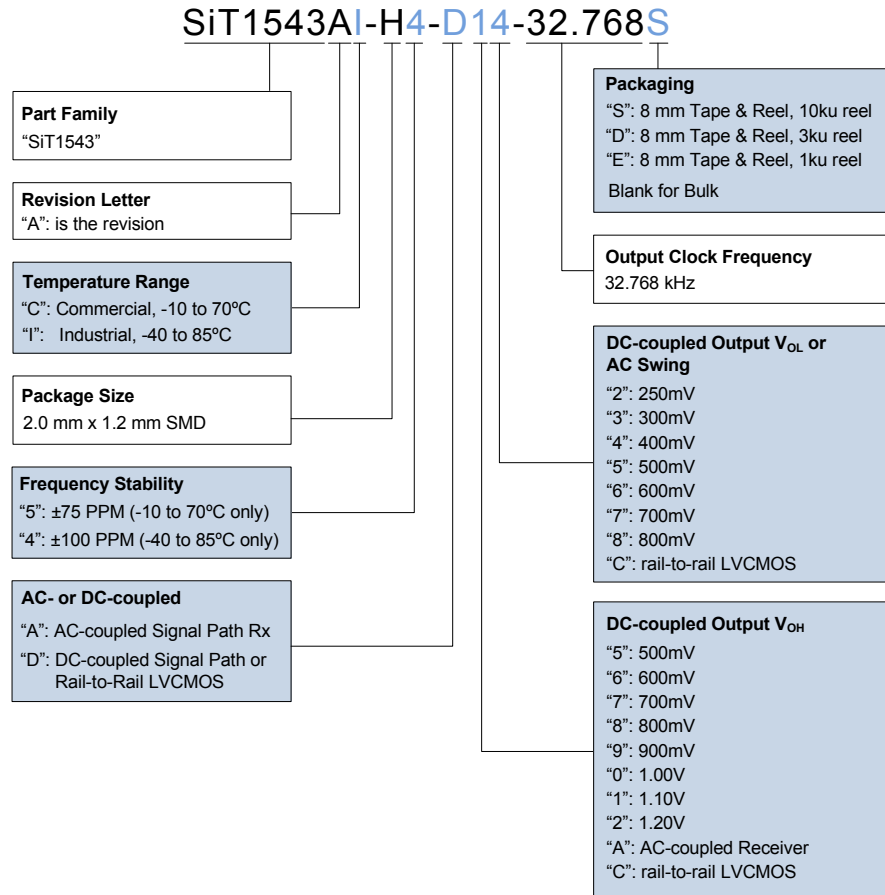 SiT1543AI-H4-D14-32.768S
Part Family
“SiT1543”
Revision Letter
“A”: is the revision
Temperature Range
“C”: Commercial, -10 to 70ºC
“I”: Industrial, -40 to 85ºC
Package Size
2.0 mm x 1.2 mm SMD
Frequency Stability
“5”: ±75 PPM (-10 to 70ºC only)
“4”: ±100 PPM (-40 to 85ºC only)
AC- or DC-coupled
“A”: AC-coupled Signal Path Rx
“D”: DC-coupled Signal Path or
Rail-to-Rail LVCMOS
Packaging
“S”: 8 mm Tape & Reel, 10ku reel
“D”: 8 mm Tape & Reel, 3ku reel
“E”: 8 mm Tape & Reel, 1ku reel
Blank for Bulk
Output Clock Frequency
32.768 kHz
DC-coupled Output VOL or
AC Swing
“2”: 250mV
“3”: 300mV
“4”: 400mV
“5”: 500mV
“6”: 600mV
“7”: 700mV
“8”: 800mV
“C”: rail-to-rail LVCMOS
DC-coupled Output VOH
“5”: 500mV
“6”: 600mV
“7”: 700mV
“8”: 800mV
“9”: 900mV
“0”: 1.00V
“1”: 1.10V
“2”: 1.20V
“A”: AC-coupled Receiver
“C”: rail-to-rail LVCMOS